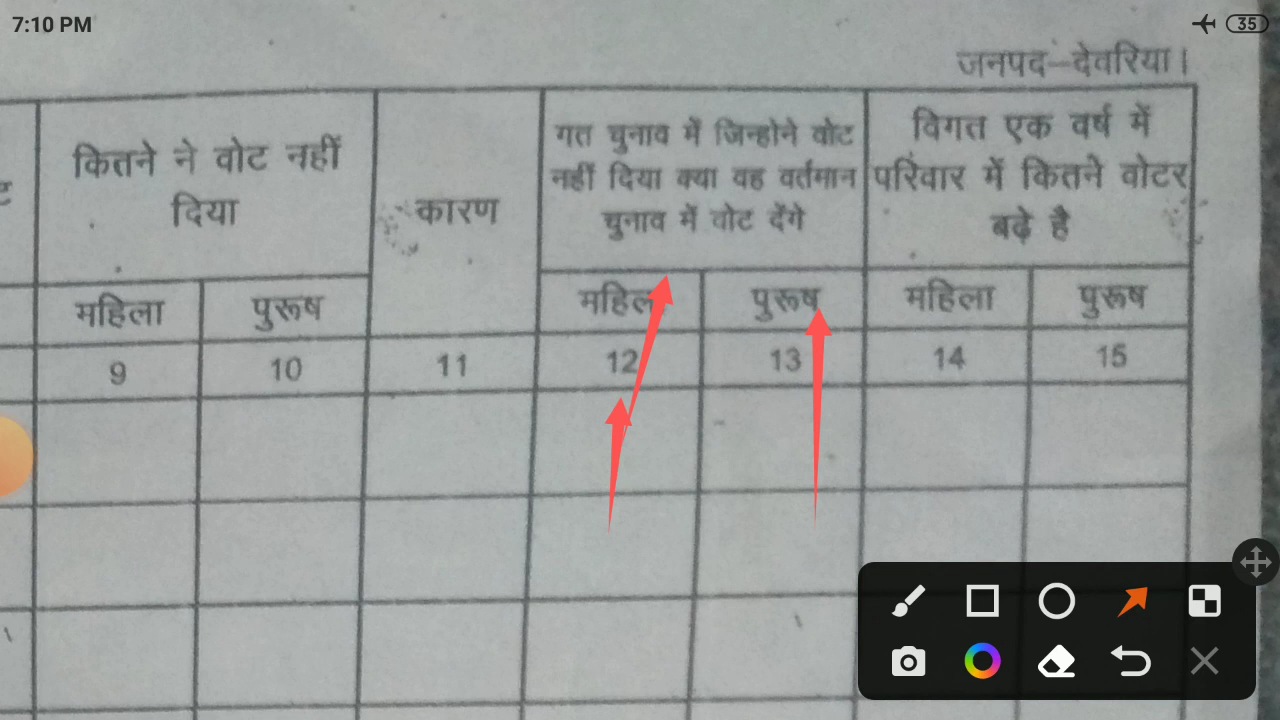 7:10 PM
35
जनपद–देवरिया।
कितने ने वोट नहीं
दिया
कारण
गत चुनाव में जिन्होने वोट
नहीं दिया क्या वह वर्तमान
चुनाव में वोट देंगे
विगत एक वर्ष में
परिवार में कितने वोटर
बढ़े है
महिला पुरूष महिला पुरूष महिला पुरूष
9 10 11 12 13 14 15